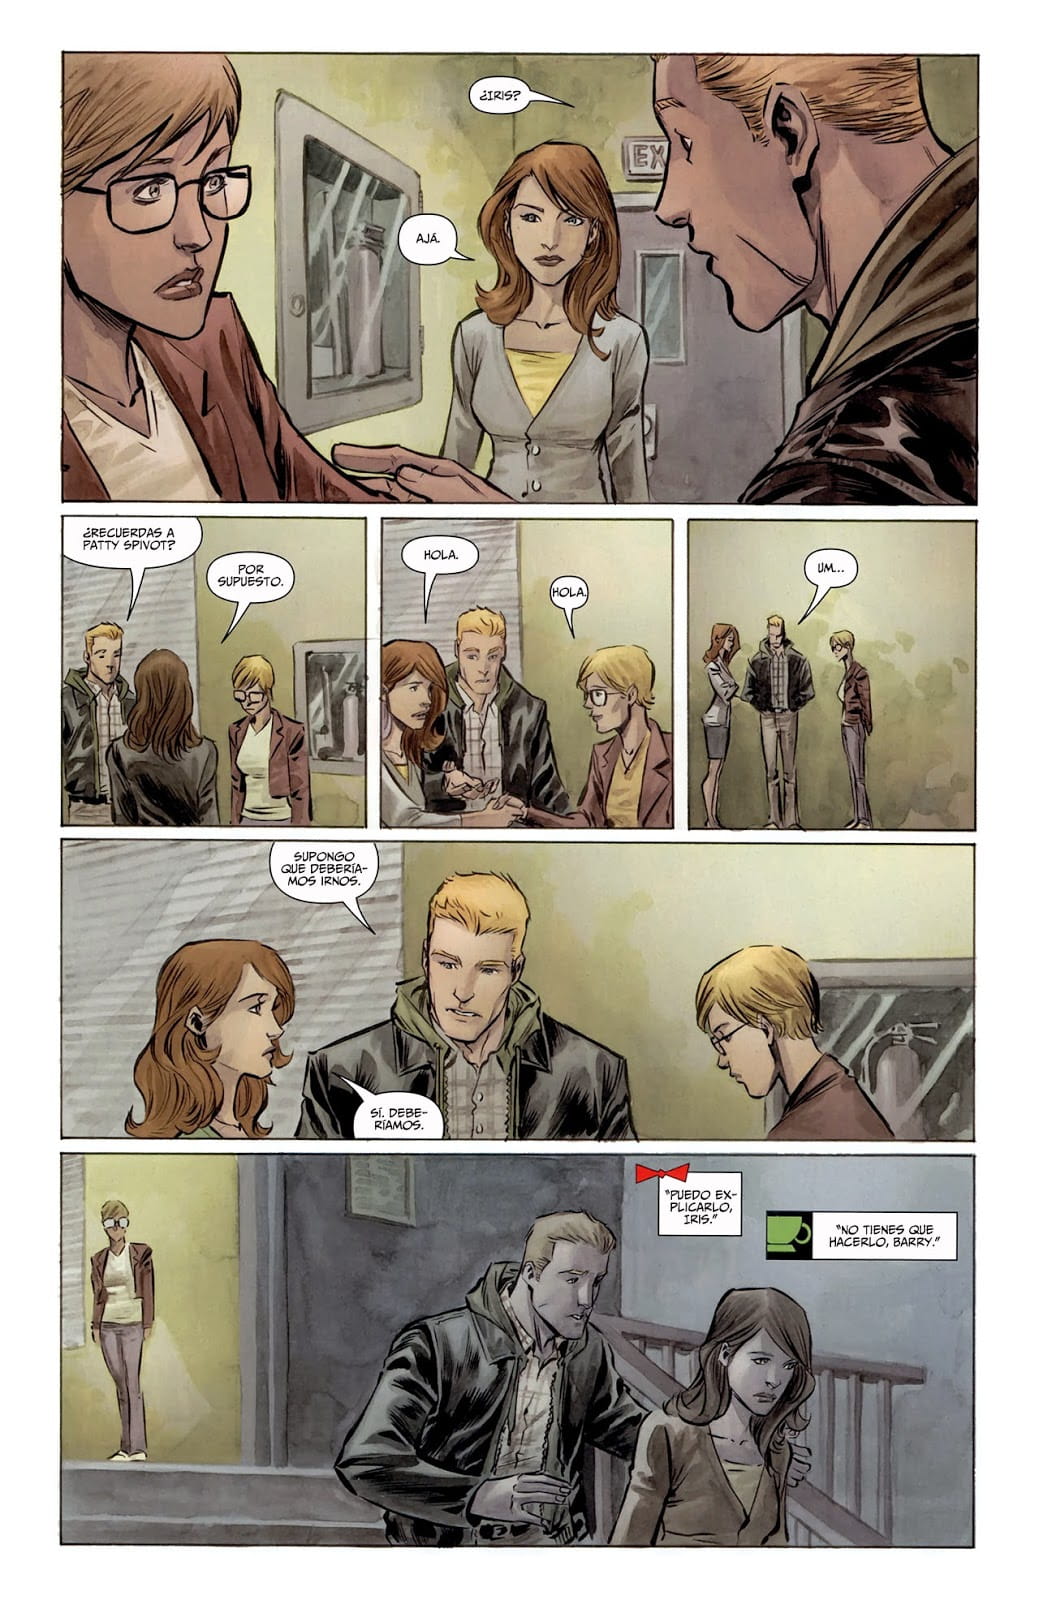 ¿IRIS?
EX
AJÁ.
¿RECUERDAS A
PATTY SPIVOT?
POR
SUPUESTO.
HOLA.
HOLA.
UM...
SUPONGO
QUE DEBERÍA-
MOS IRNOS.
SÍ. DEBE-
RÍAMOS.
"PUEDO EX-
PLICARLO,
IRIS."
"NO TIENES QUE
HACERLO, BARRY."